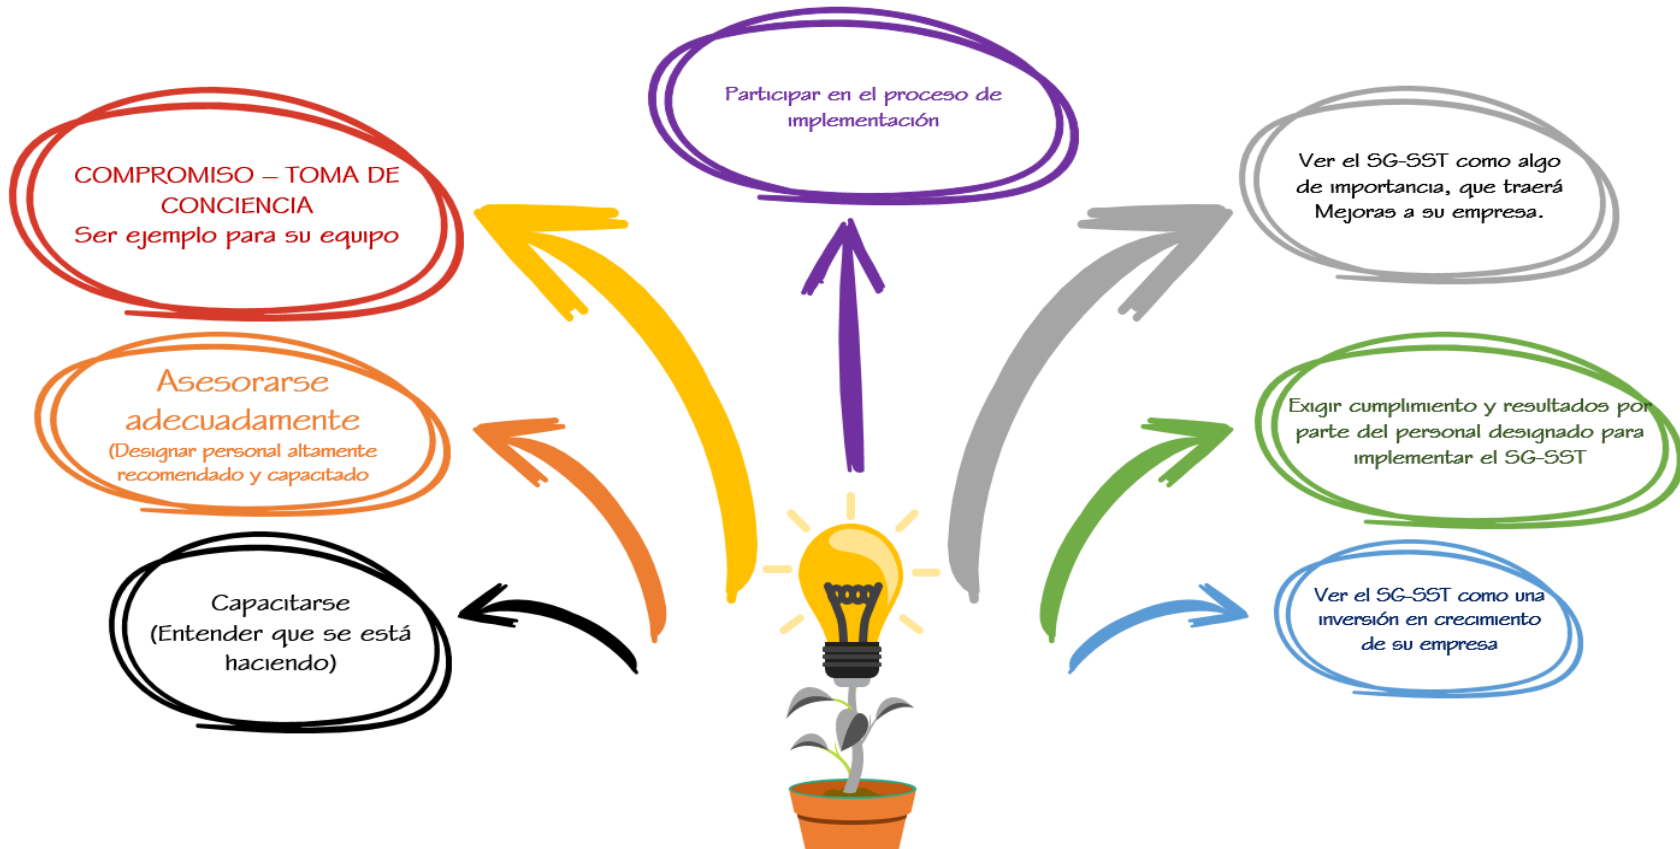 Participar en el proceso de
implementación
COMPROMISO – TOMA DE
CONCIENCIA
Ser ejemplo para su equipo
Ver el SG-SST como algo
de importancia, que traerá
Mejoras a su empresa.
Asesorarse
adecuadamente
(Designar personal altamente
recomendado y capacitado
Exigir cumplimiento y resultados por
parte del personal designado para
implementar el SG-SST
Capacitarse
(Entender que se está
haciendo)
Ver el SG-SST como una
inversión en crecimiento
de su empresa